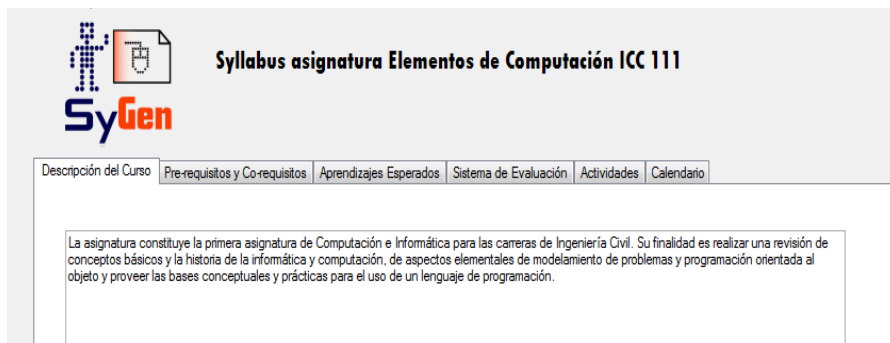 Syllabus asignatura Elementos de Computación ICC 111
SyGen
Descripción del Curso Pre-requisitos y Co-requisitos Aprendizajes Esperados Sistema de Evaluación Actividades Calendario
La asignatura constituye la primera asignatura de Computación e Informática para las carreras de Ingeniería Civil. Su finalidad es realizar una revisión de
conceptos básicos y la historia de la informática y computación, de aspectos elementales de modelamiento de problemas y programación orientada al
objeto y proveer las bases conceptuales y prácticas para el uso de un lenguaje de programación.